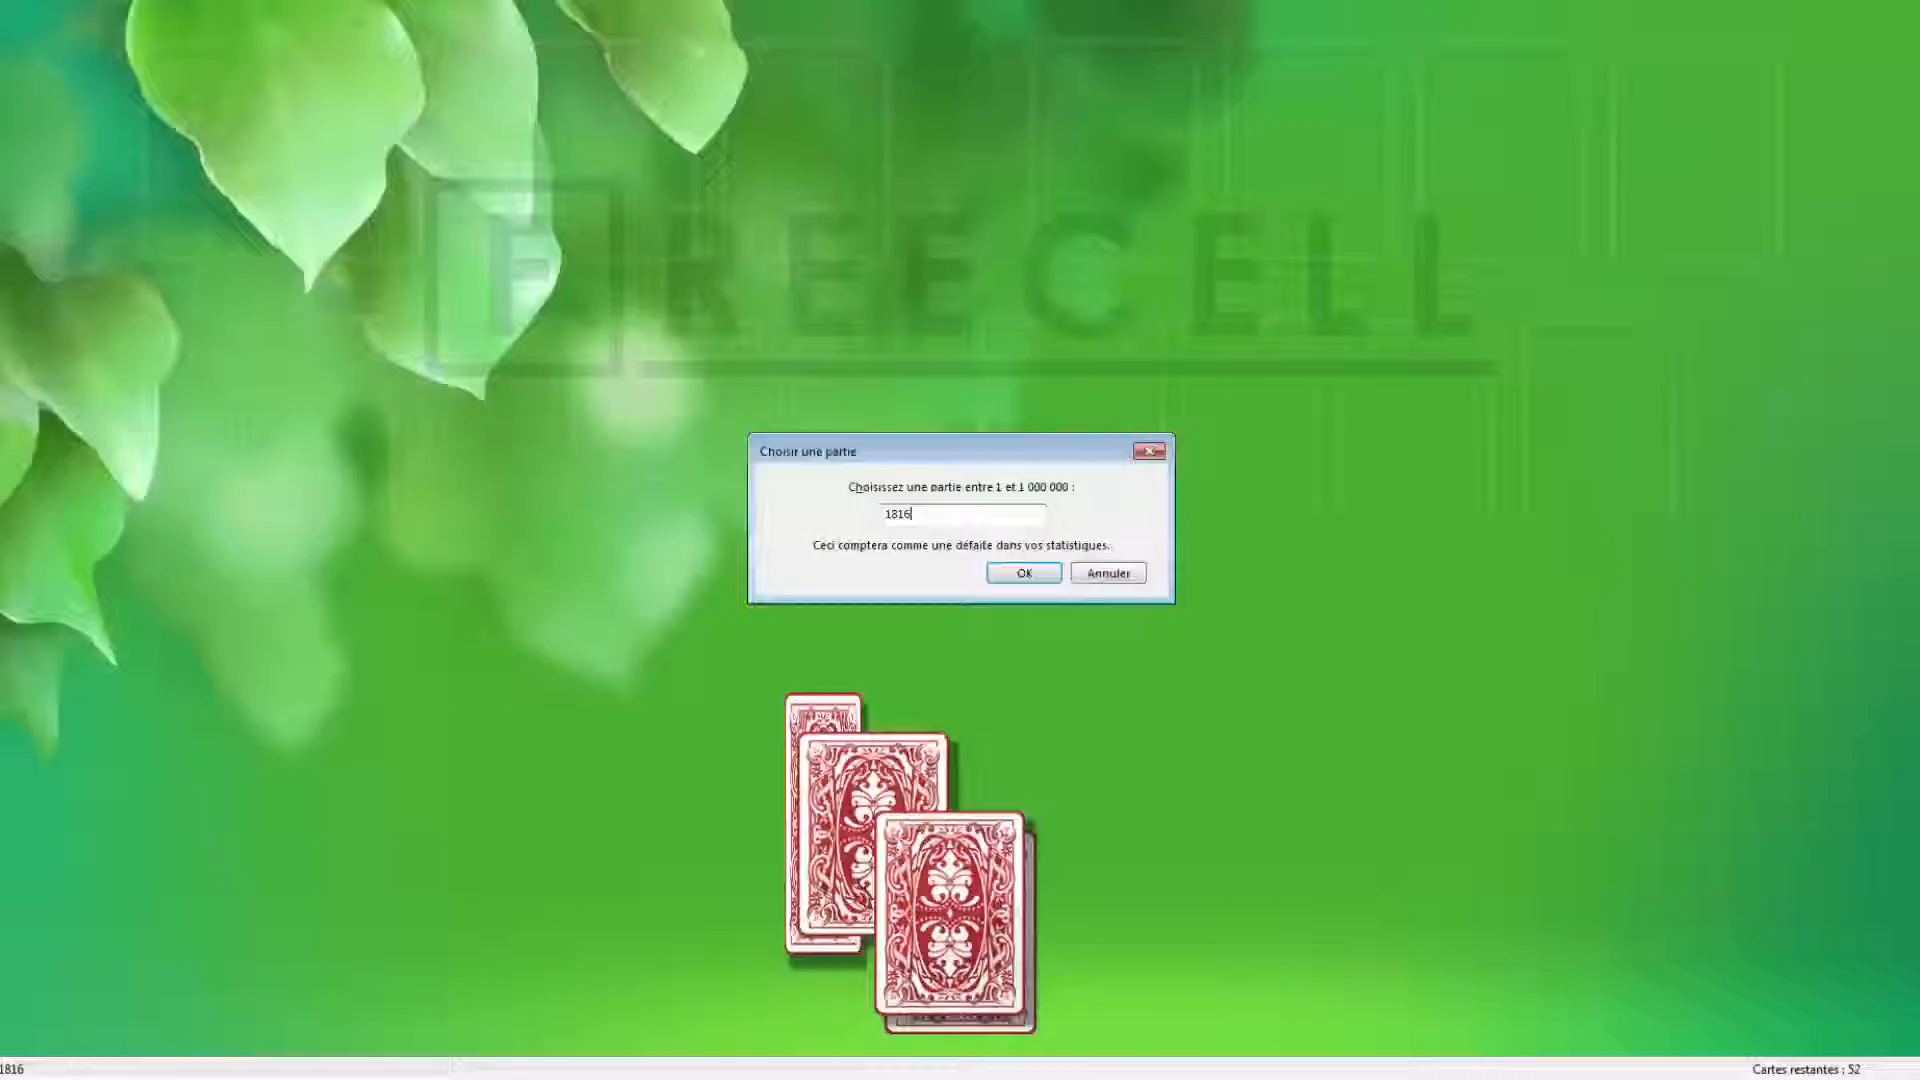 FREECELL
Choisir une partie
Choisissez une partie entre 1 et 1 000 000 :
1816
Ceci comptera comme une défaite dans vos statistiques.
OK
Annuler
1816
Cartes restantes : 52